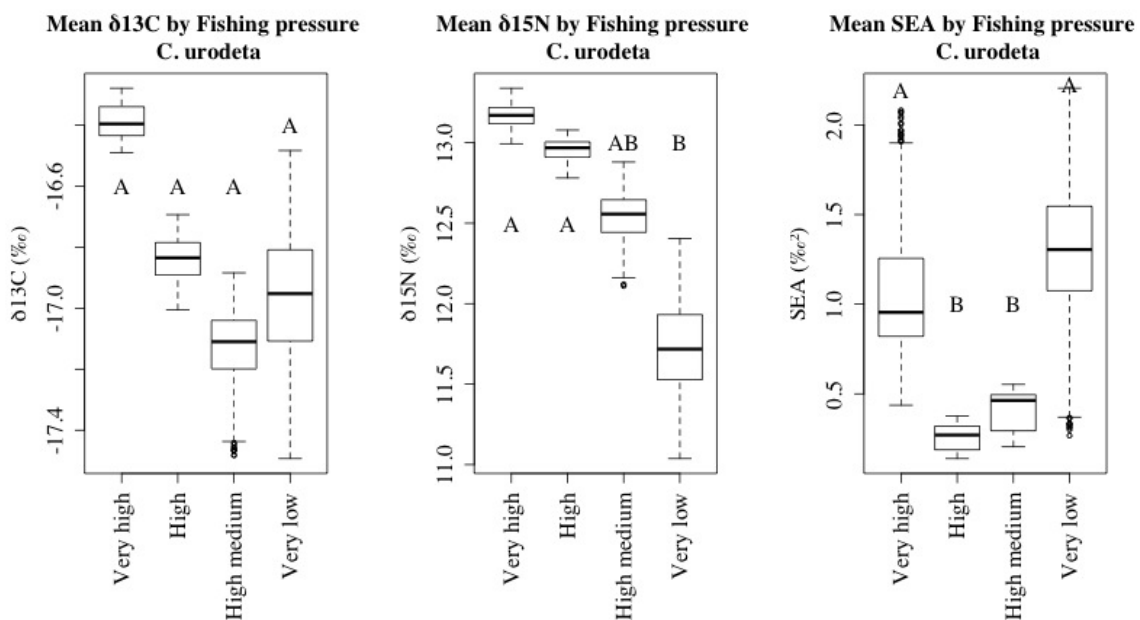 Mean δ13C by Fishing pressure
C. urodeta
δ13C (‰)
-16.6
-17.0
-17.4
A
A
A
A
Very high
High
High medium
Very low
Mean δ15N by Fishing pressure
C. urodeta
δ15N (‰)
13.0
12.5
12.0
11.5
11.0
AB
B
A
A
Very high
High
High medium
Very low
Mean SEA by Fishing pressure
C. urodeta
SEA (‰²)
2.0
1.5
1.0
0.5
A
A
B
B
Very high
High
High medium
Very low